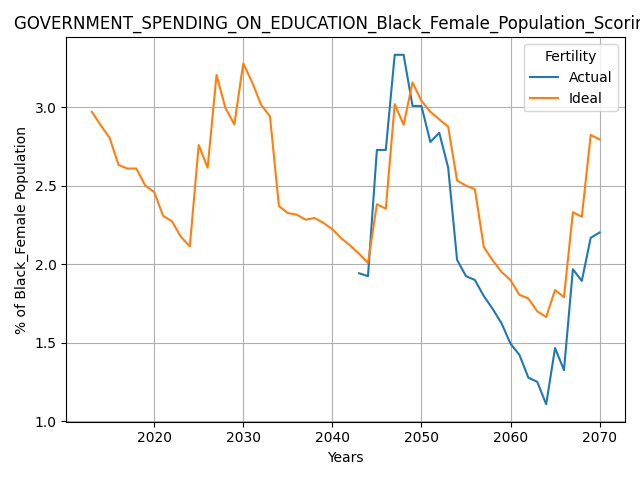 GOVERNMENT_SPENDING_ON_EDUCATION_Black_Female_Population_Scorin
Fertility
Actual
Ideal
3.0
2.5
2.0
1.5
1.0
% of Black_Female Population
2020 2030 2040 2050 2060 2070
Years